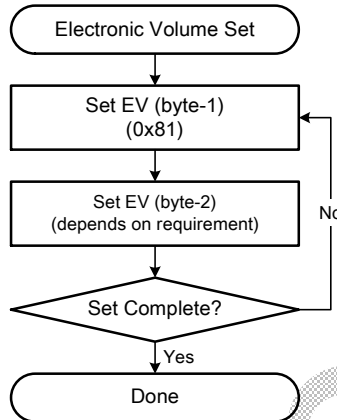 Electronic Volume Set
Set EV (byte-1)
(0x81)
Set EV (byte-2)
(depends on requirement)
No
Set Complete?
Yes
Done